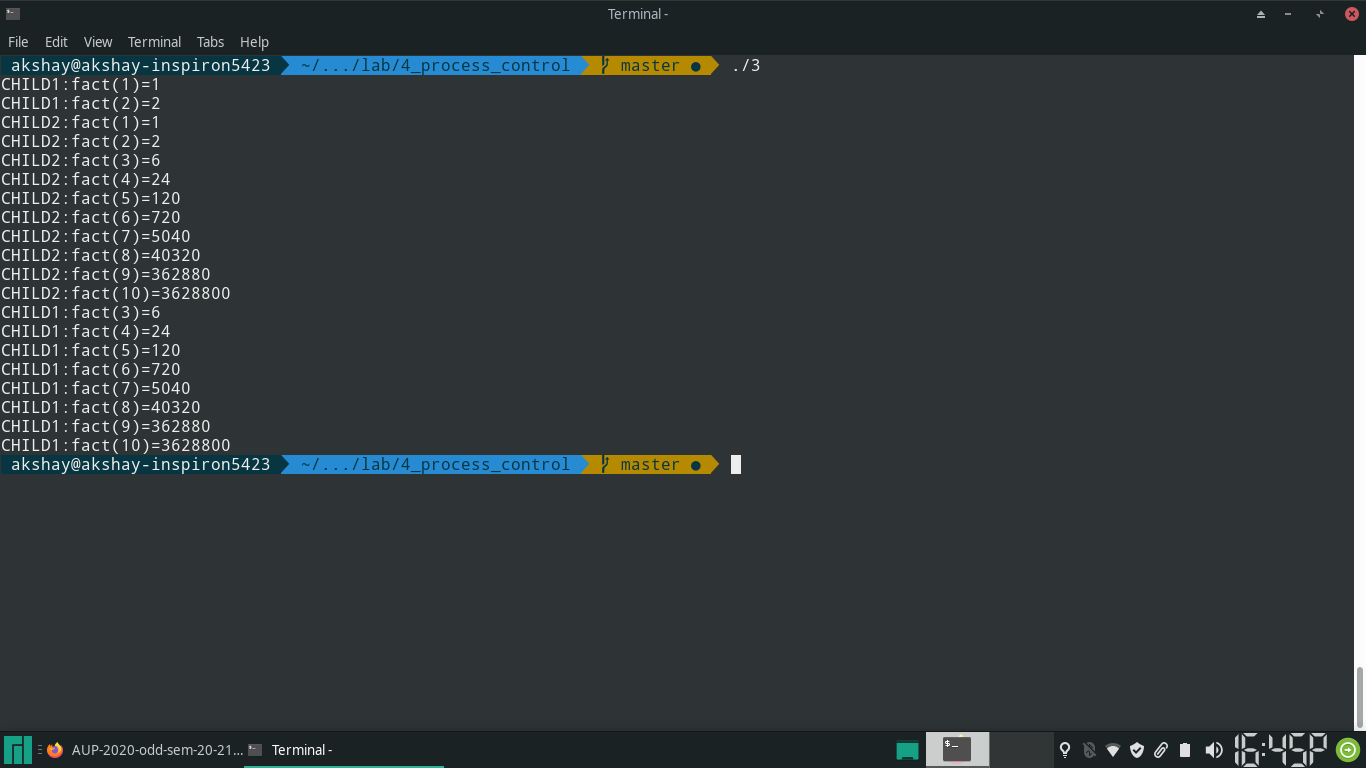 Terminal -
File Edit View Terminal Tabs Help
akshay@akshay-inspiron5423 ~/.../lab/4_process_control master ● ./3
CHILD1:fact(1)=1
CHILD1:fact(2)=2
CHILD2:fact(1)=1
CHILD2:fact(2)=2
CHILD2:fact(3)=6
CHILD2:fact(4)=24
CHILD2:fact(5)=120
CHILD2:fact(6)=720
CHILD2:fact(7)=5040
CHILD2:fact(8)=40320
CHILD2:fact(9)=362880
CHILD2:fact(10)=3628800
CHILD1:fact(3)=6
CHILD1:fact(4)=24
CHILD1:fact(5)=120
CHILD1:fact(6)=720
CHILD1:fact(7)=5040
CHILD1:fact(8)=40320
CHILD1:fact(9)=362880
CHILD1:fact(10)=3628800
akshay@akshay-inspiron5423 ~/.../lab/4_process_control master ●
AUP-2020-odd-sem-20-21... Terminal - 16:45P